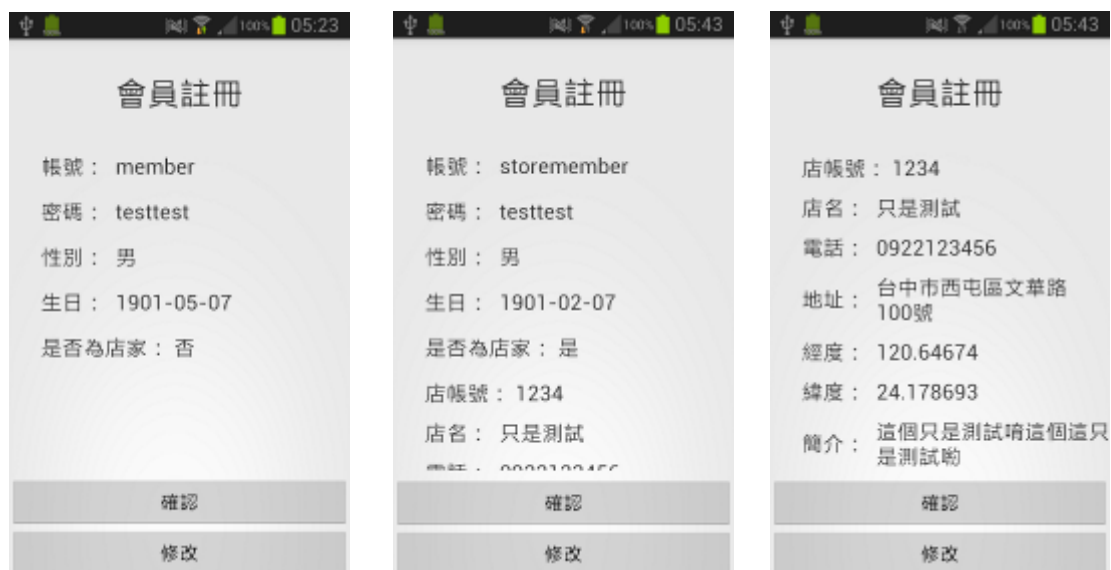 100% 05:23
會員註冊
帳號： member
密碼： testtest
性別： 男
生日： 1901-05-07
是否為店家： 否
確認
修改
100% 05:43
會員註冊
帳號： storemember
密碼： testtest
性別： 男
生日： 1901-02-07
是否為店家： 是
店帳號： 1234
店名： 只是測試
電話： 0922123456
確認
修改
100% 05:43
會員註冊
店帳號： 1234
店名： 只是測試
電話： 0922123456
地址： 台中市西屯區文華路
100號
經度： 120.64674
緯度： 24.178693
簡介： 這個只是測試唷這個這只
是測試呦
確認
修改